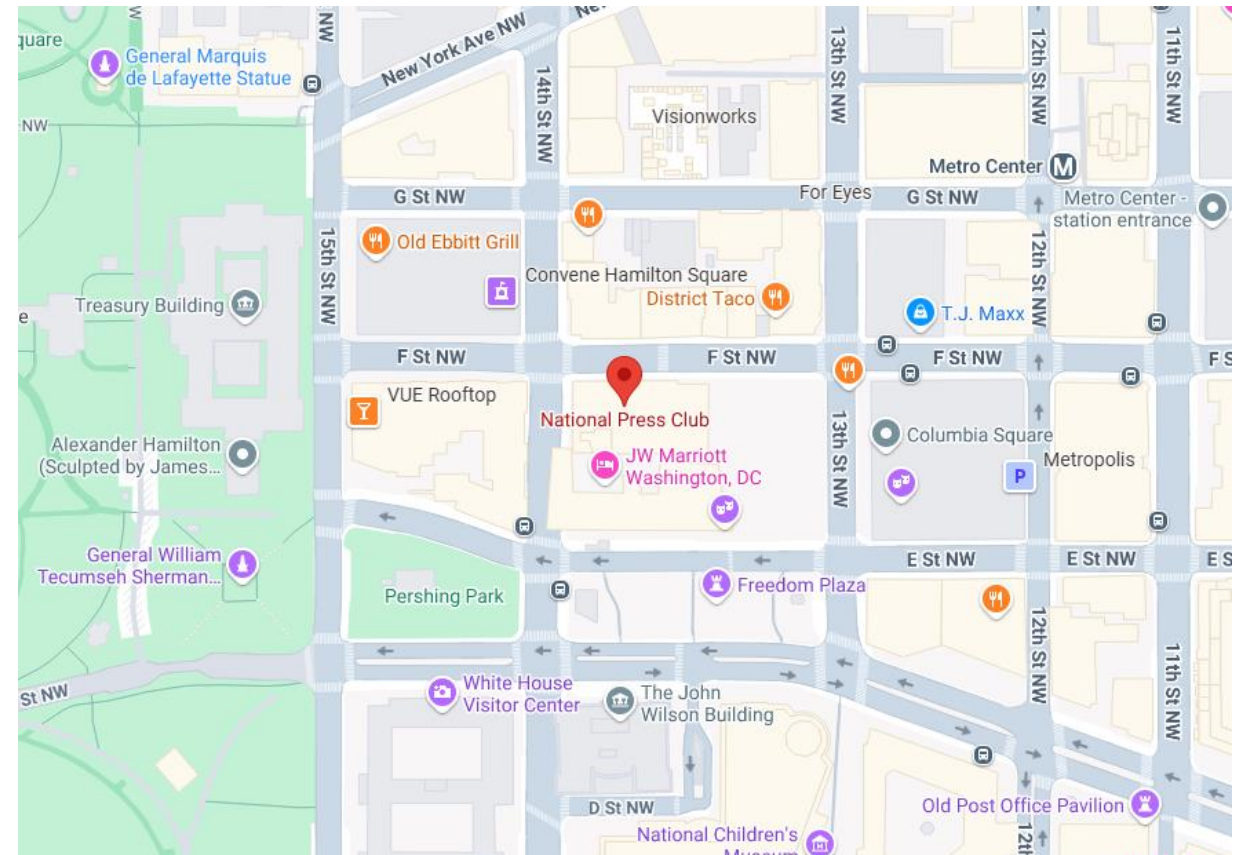 NW
New York Ave NW
Ne
quare
General Marquis
de Lafayette Statue
14th St NW
13th St NW
12th St NW
11th St NW
NW
Visionworks
Metro Center
M
G St NW
For Eyes
G St NW
Metro Center -
station entrance
15th St NW
Old Ebbitt Grill
12th St NW
Convene Hamilton Square
Treasury Building
District Taco
e
T.J. Maxx
F St NW
F St NW
F St NW
F S
VUE Rooftop
National Press Club
13th St NW
Alexander Hamilton
(Sculpted by James...
JW Marriott
Washington, DC
Columbia Square
Metropolis
P
General William
Tecumseh Sherman...
E St NW
E St NW
E S
Pershing Park
Freedom Plaza
12th St NW
11th St NW
St NW
White House
Visitor Center
The John
Wilson Building
D St NW
Old Post Office Pavilion
National Children's
Museum
12th